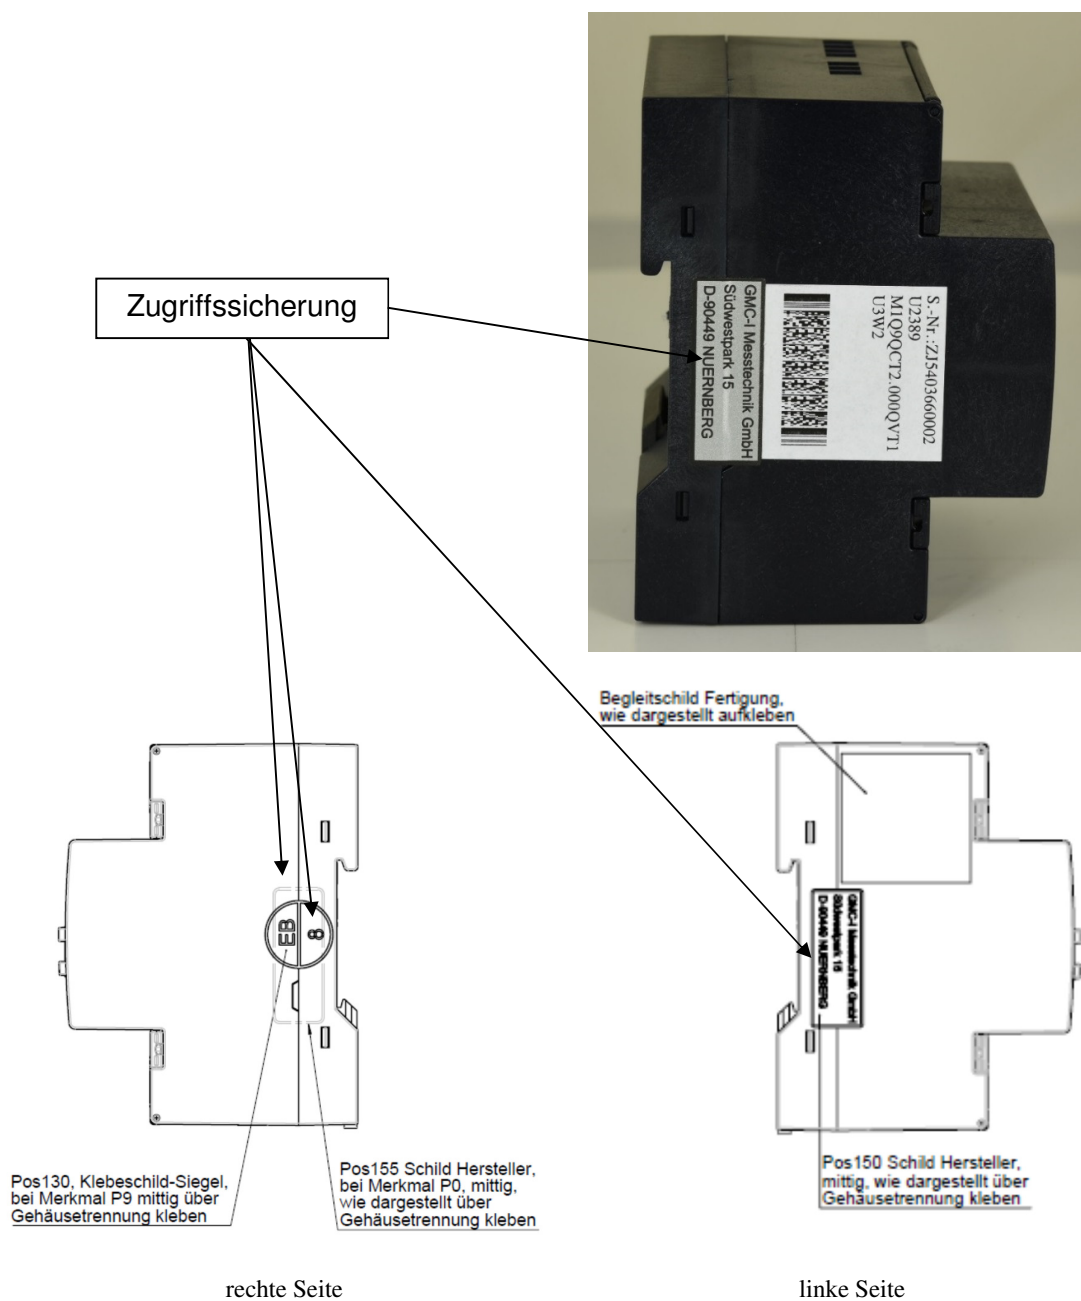 Zugriffssicherung
S.-Nr.:ZJ5403660002
U2389
M1Q9QCT2.000QVT1
U3W2
GMC-I Messtechnik GmbH
Südwestpark 15
D-90449 NUERNBERG
Begleitschild Fertigung,
wie dargestellt aufkleben
EB
8
GMC-I Messtechnik GmbH
Südwestpark 15
D-90449 NUERNBERG
Pos130, Klebeschild-Siegel,
bei Merkmal P9 mittig über
Gehäusetrennung kleben
Pos155 Schild Hersteller,
bei Merkmal P0, mittig,
wie dargestellt über
Gehäusetrennung kleben
Pos150 Schild Hersteller,
mittig, wie dargestellt über
Gehäusetrennung kleben
rechte Seite
linke Seite